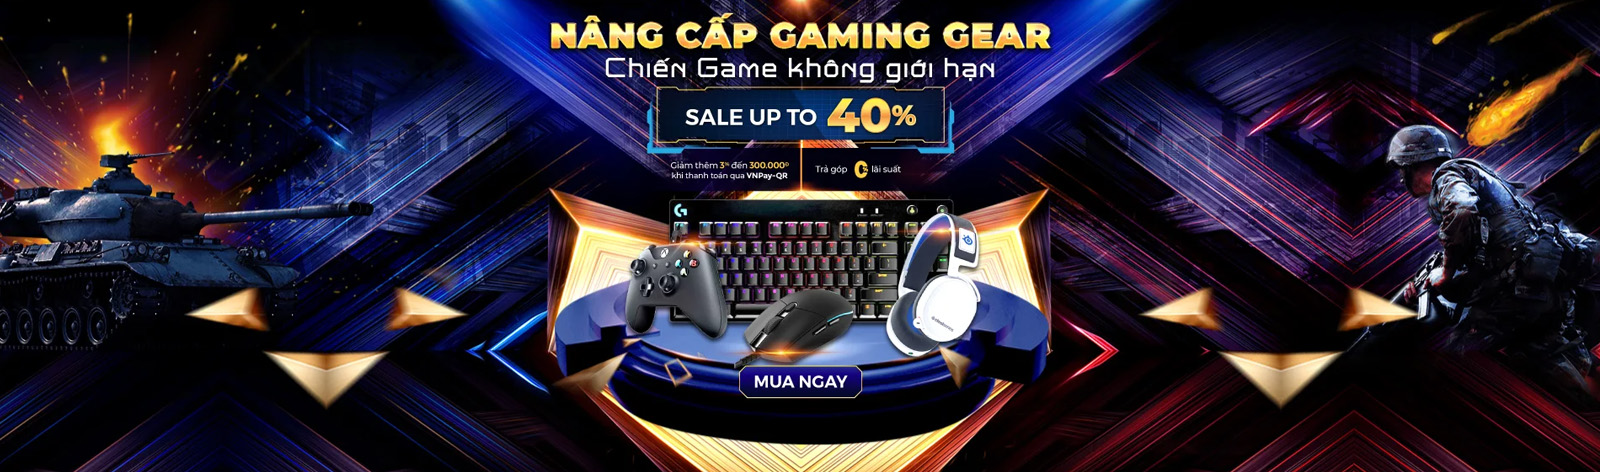 NÂNG CẤP GAMING GEAR
Chiến Game không giới hạn
SALE UP TO 40%
Giảm thêm 3% đến 300.000đ
khi thanh toán qua VNPay-QR
Trả góp 0% lãi suất
G
steelseries
MUA NGAY